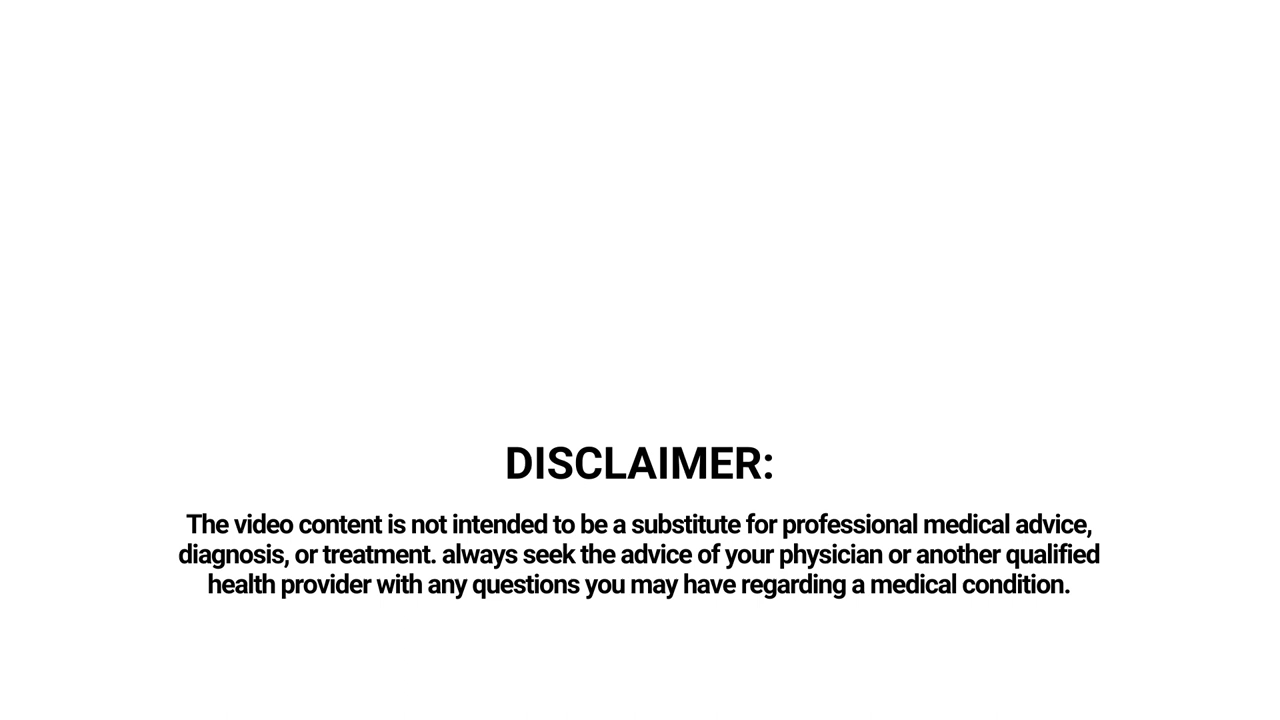 DISCLAIMER:
The video content is not intended to be a substitute for professional medical advice,
diagnosis, or treatment. always seek the advice of your physician or another qualified
health provider with any questions you may have regarding a medical condition.